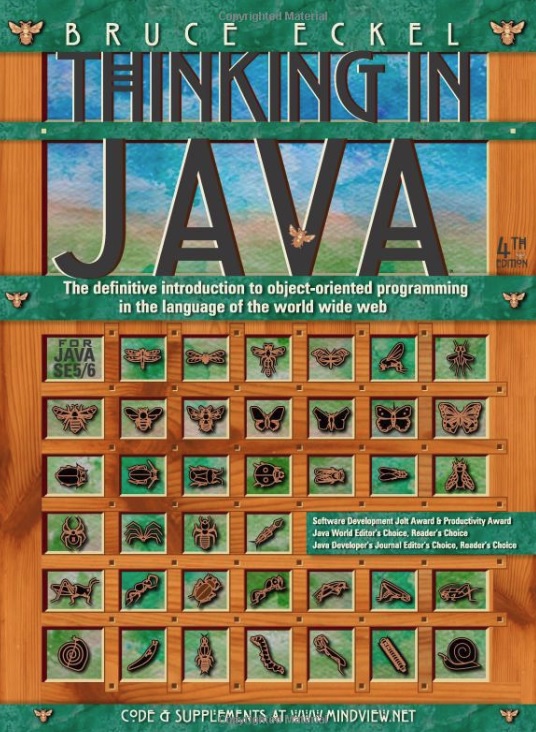 Copyrighted Material
BRUCE ECKEL
THINKING IN
JAVA
4TH
EDITION
The definitive introduction to object-oriented programming
in the language of the world wide web
FOR
JAVA
SE5/6
Software Development Jolt Award & Productivity Award
Java World Editor's Choice, Reader's Choice
Java Developer's Journal Editor's Choice, Reader's Choice
CODE & SUPPLEMENTS AT WWW.MINDVIEW.NET
Copyrighted Material